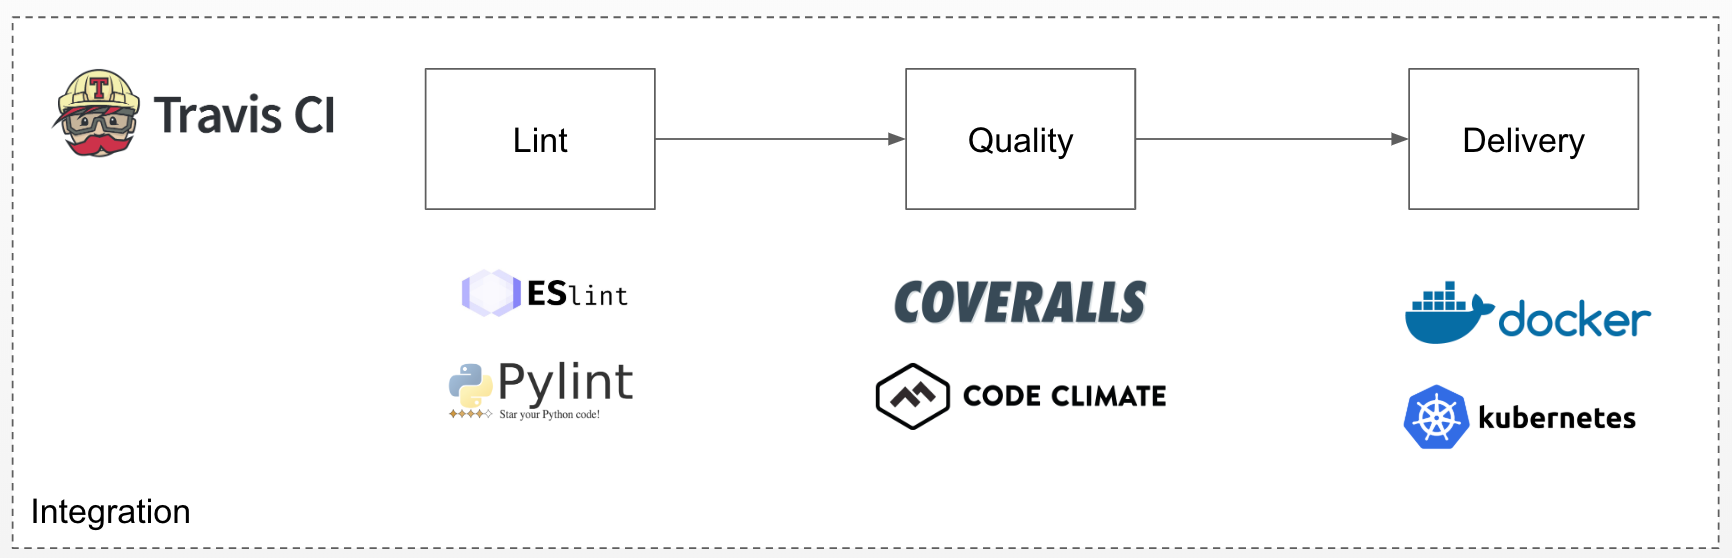 T
Travis CI
Lint
Quality
Delivery
ESlint
COVERALLS
docker
Pylint
Star your Python code!
CODE CLIMATE
kubernetes
Integration